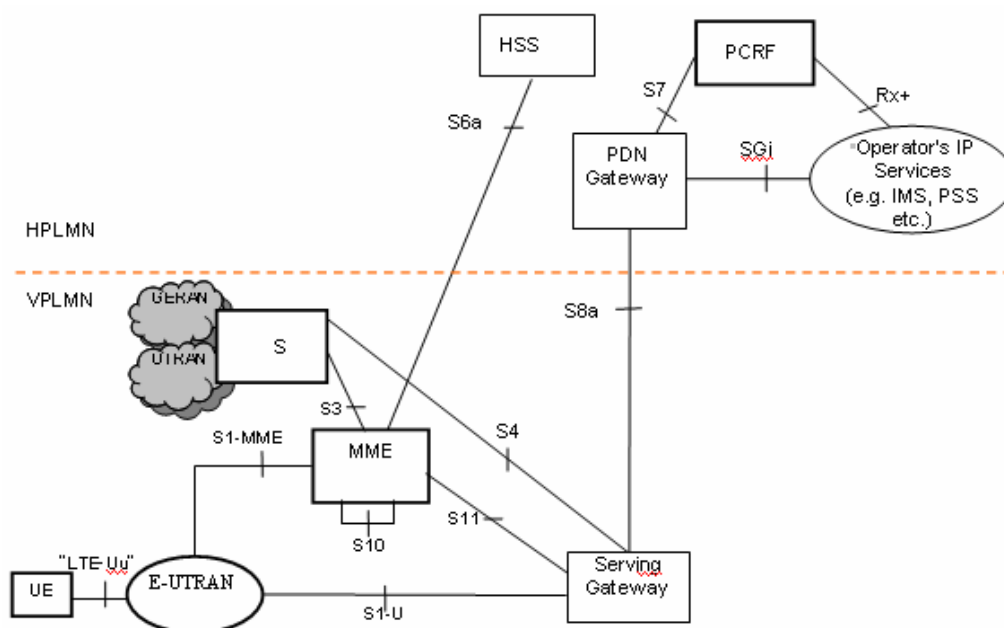 HSS
PCRF
S7
Rx+
S6a
SGi
PDN
Gateway
"Operator's IP
Services
(e.g. IMS, PSS
etc.)
HPLMN
VPLMN
GERAN
S8a
UTRAN
S
S3
S1-MME
MME
S4
S11
S10
"LTE-Uu"
UE
E-UTRAN
S1-U
Serving
Gateway